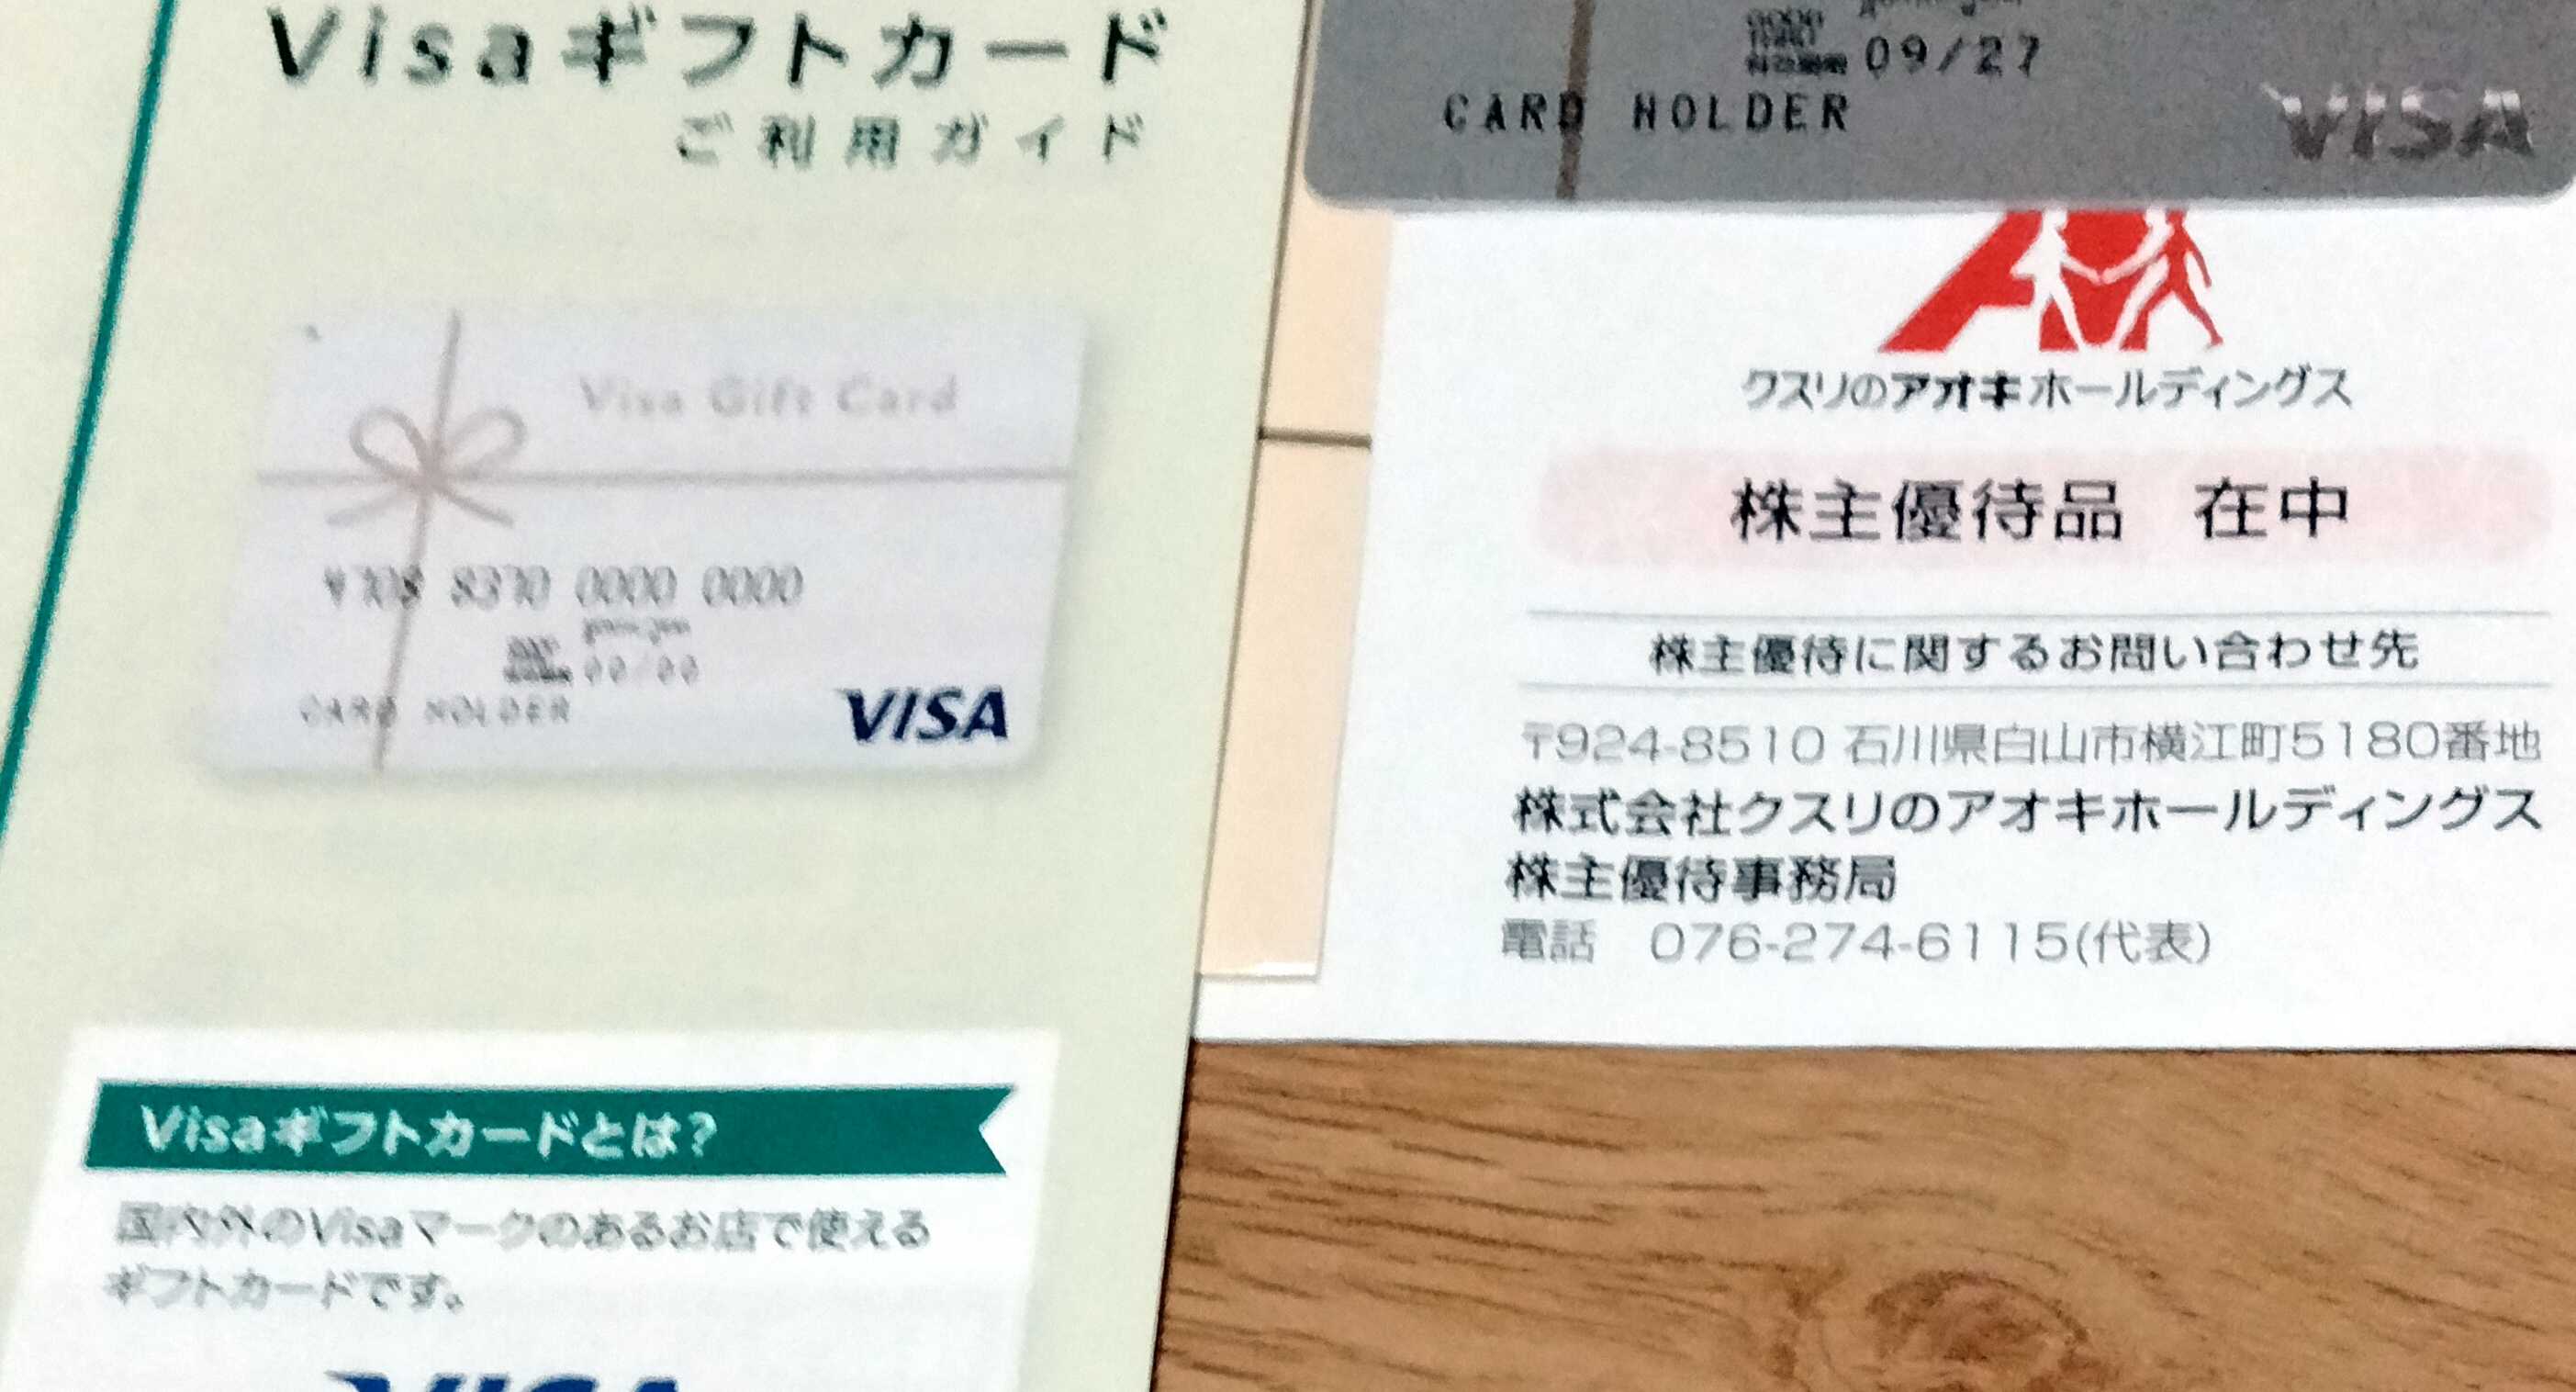 Visaギフトカード
ご利用ガイド
Visa Gift Card
8370 0000 0000
00/00
CARD HOLDER
VISA
Visaギフトカードとは?
国内外のVisaマークのあるお店で使える
ギフトカードです。
VISA
09/27
CARD HOLDER
VISA
クスリのアオキホールディングス
株主優待品 在中
株主優待に関するお問い合わせ先
〒924-8510 石川県白山市横江町5180番地
株式会社クスリのアオキホールディングス
株主優待事務局
電話 076-274-6115(代表)